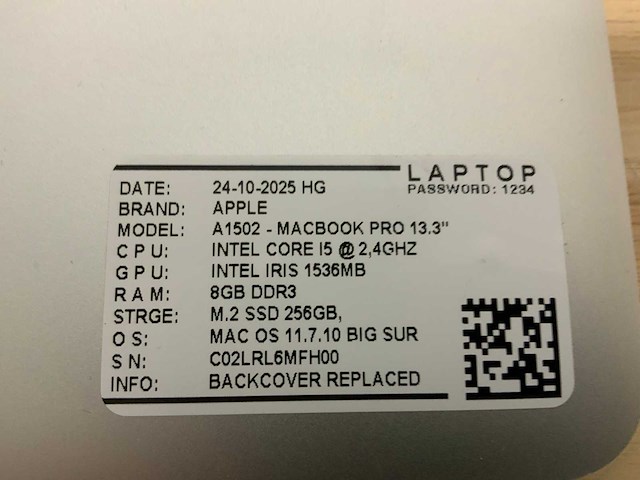 LAPTOP
PASSWORD: 1234
DATE: 24-10-2025 HG
BRAND: APPLE
MODEL: A1502 - MACBOOK PRO 13.3"
CPU: INTEL CORE I5 @ 2,4GHZ
GPU: INTEL IRIS 1536MB
RAM: 8GB DDR3
STRGE: M.2 SSD 256GB,
OS: MAC OS 11.7.10 BIG SUR
SN: C02LRL6MFH00
INFO: BACKCOVER REPLACED